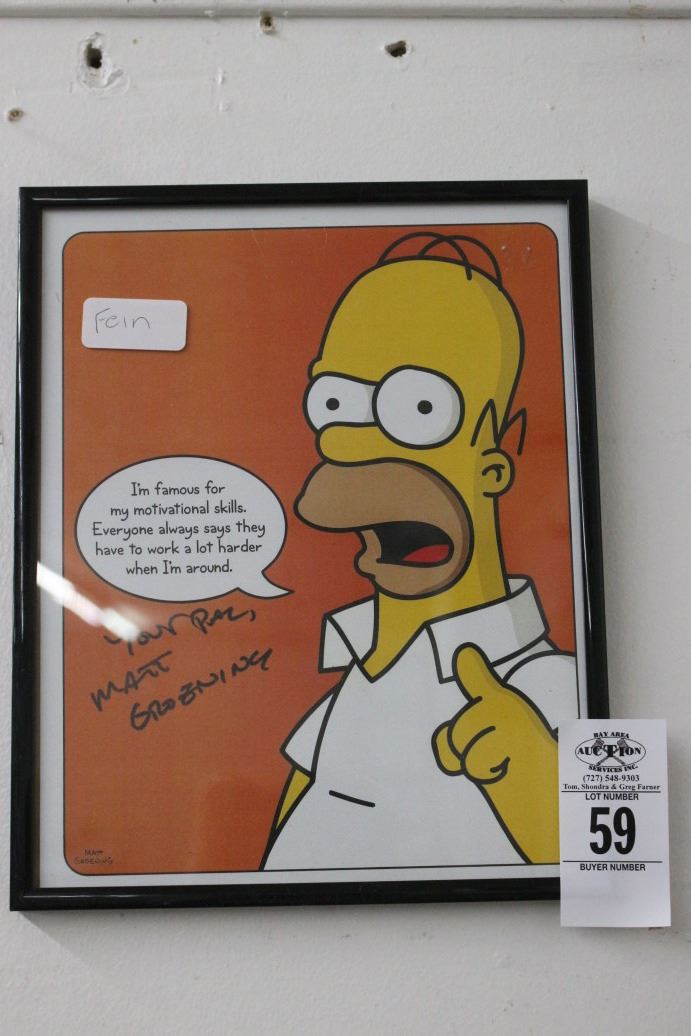 Fein
I'm famous for
my motivational skills.
Everyone always says they
have to work a lot harder
when I'm around.
YOUR PAL,
MATT
GROENING
MATT
GROENING
BAY AREA
AUCTION
SERVICES INC.
(727) 548-9303
Tom, Shondra & Greg Farner
LOT NUMBER
59
BUYER NUMBER